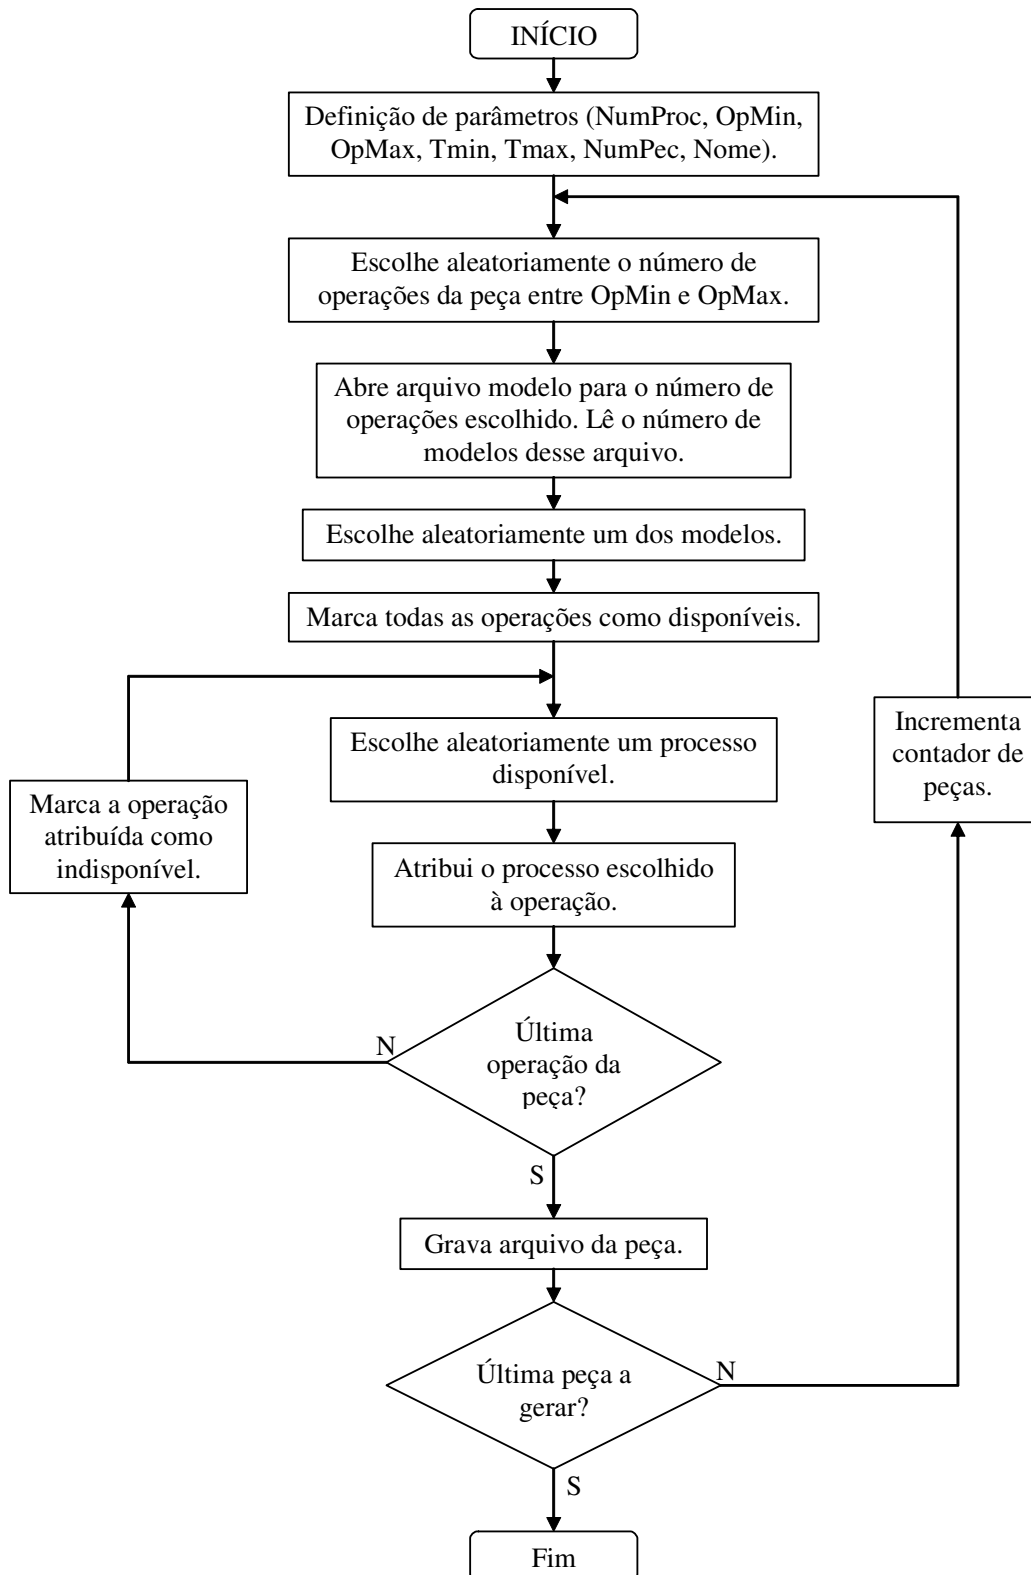 INÍCIO
Definição de parâmetros (NumProc, OpMin,
OpMax, Tmin, Tmax, NumPec, Nome).
Escolhe aleatoriamente o número de
operações da peça entre OpMin e OpMax.
Abre arquivo modelo para o número de
operações escolhido. Lê o número de
modelos desse arquivo.
Escolhe aleatoriamente um dos modelos.
Marca todas as operações como disponíveis.
Escolhe aleatoriamente um processo
disponível.
Incrementa
contador de
peças.
Marca a operação
atribuída como
indisponível.
Atribui o processo escolhido
à operação.
Última
operação da
peça?
N
S
Grava arquivo da peça.
Última peça a
gerar?
N
S
Fim